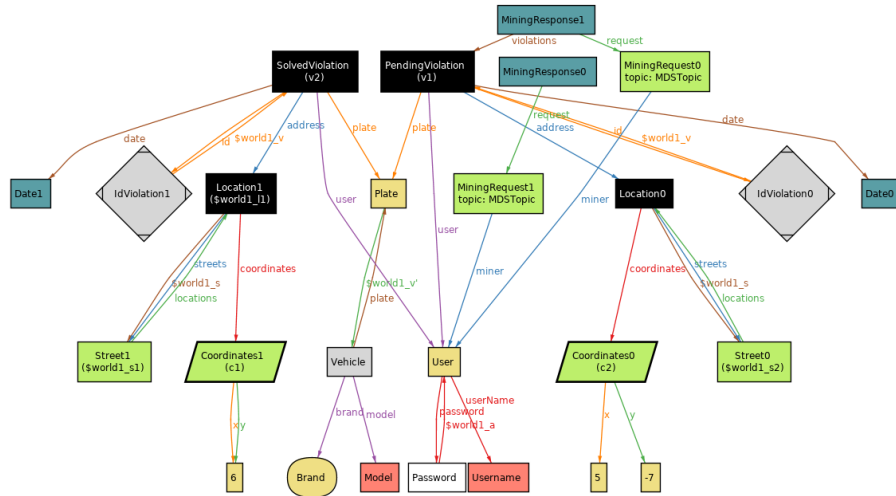 MiningResponse1
violations
request
SolvedViolation
(v2)
PendingViolation
(v1)
MiningResponse0
MiningRequest0
topic: MDSTopic
date
id
$world1_v
address
plate
plate
request
address
id
$world1_v
date
Date1
IdViolation1
Location1
($world1_l1)
user
Plate
MiningRequest1
topic: MDSTopic
user
miner
Location0
IdViolation0
Date0
streets
$world1_s
locations
coordinates
$world1_v'
plate
miner
coordinates
streets
$world1_s
locations
Street1
($world1_s1)
Coordinates1
(c1)
Vehicle
User
Coordinates0
(c2)
Street0
($world1_s2)
x
y
brand
model
userName
password
$world1_a
x
y
6
Brand
Model
Password
Username
5
-7